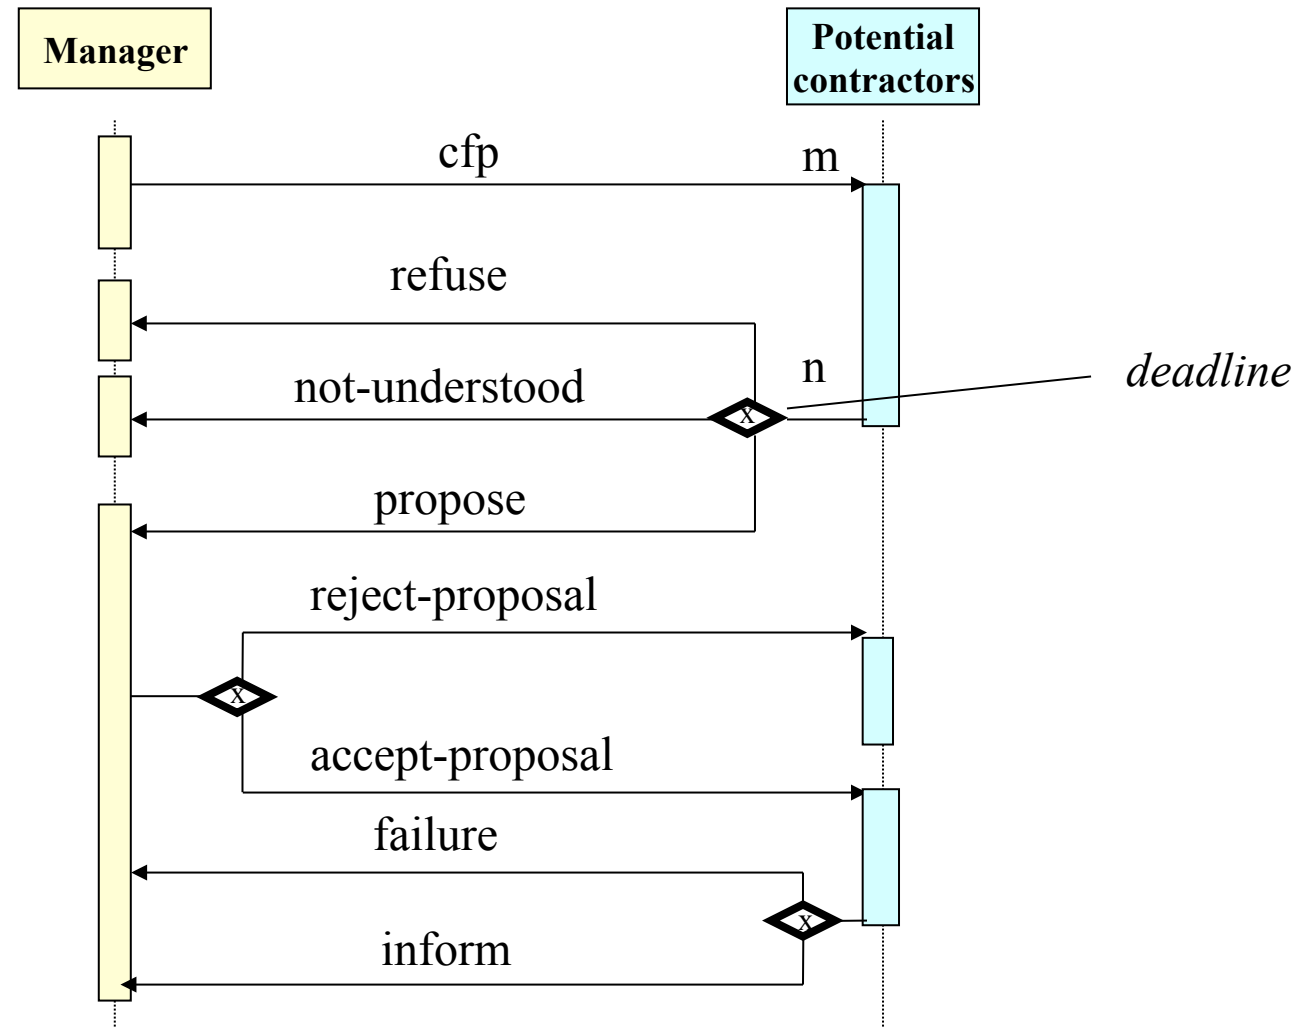 Manager
Potential
contractors
cfp
m
refuse
n
deadline
not-understood
x
propose
reject-proposal
x
accept-proposal
failure
x
inform